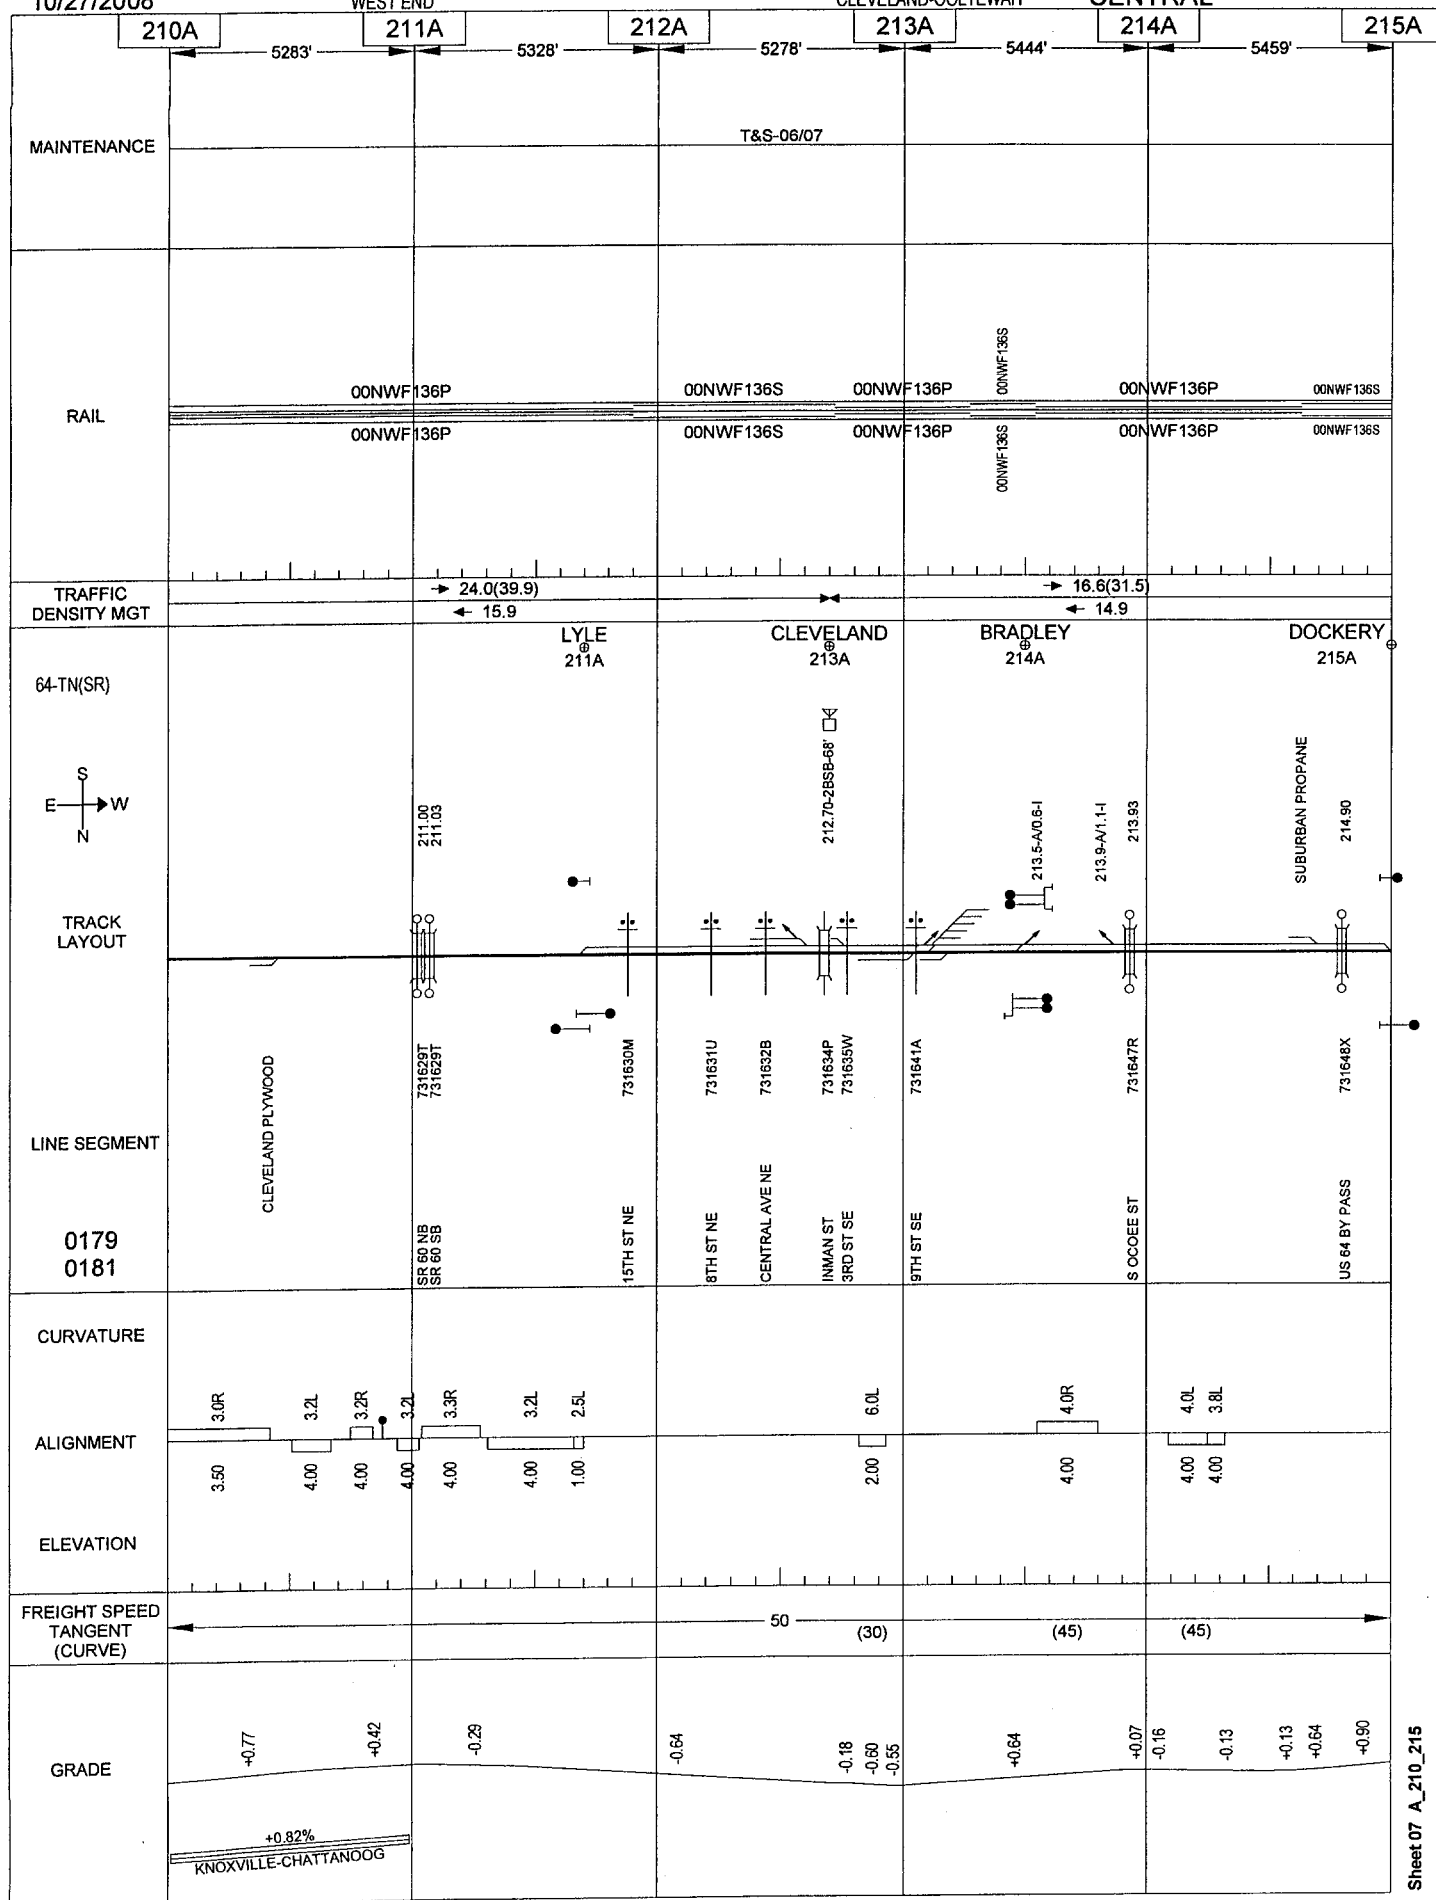 10/27/2008 WEST END CLEVELAND-OOLTEWAH CENTRAL
210A 211A 212A 213A 214A 215A
5283' 5328' 5278' 5444' 5459'
MAINTENANCE
T&S-06/07
00NWF136S
00NWF136P 00NWF136S 00NWF136P 00NWF136P 00NWF136S
RAIL
00NWF136P 00NWF136S 00NWF136P 00NWF136P 00NWF136S
00NWF136S
TRAFFIC
DENSITY MGT
24.0(39.9) 16.6(31.5)
15.9 14.9
LYLE CLEVELAND BRADLEY DOCKERY
211A 213A 214A 215A
64-TN(SR)
S
E W
N
211.00
211.03
212.70-2BSB-68'
213.5-A/0.6-I
213.9-A/1.1-I
213.93
SUBURBAN PROPANE
214.90
TRACK
LAYOUT
CLEVELAND PLYWOOD
731629T
731629T
731630M
731631U
731632B
731634P
731635W
731641A
731647R
731648X
LINE SEGMENT
0179
0181
SR 60 NB
SR 60 SB
15TH ST NE
8TH ST NE
CENTRAL AVE NE
INMAN ST
3RD ST SE
9TH ST SE
S OCOEE ST
US 64 BY PASS
CURVATURE
3.0R 3.2L 3.2R 3.2L 3.3R 3.2L 2.5L 6.0L 4.0R 4.0L 3.8L
ALIGNMENT
3.50 4.00 4.00 4.00 4.00 4.00 1.00 2.00 4.00 4.00 4.00
ELEVATION
FREIGHT SPEED
TANGENT
(CURVE)
50
(30) (45) (45)
GRADE
+0.77 +0.42 -0.29 -0.64 -0.18 -0.60 -0.55 +0.64 +0.07 -0.16 -0.13 +0.13 +0.64 +0.90
+0.82%
KNOXVILLE-CHATTANOOG
Sheet 07 A_210_215